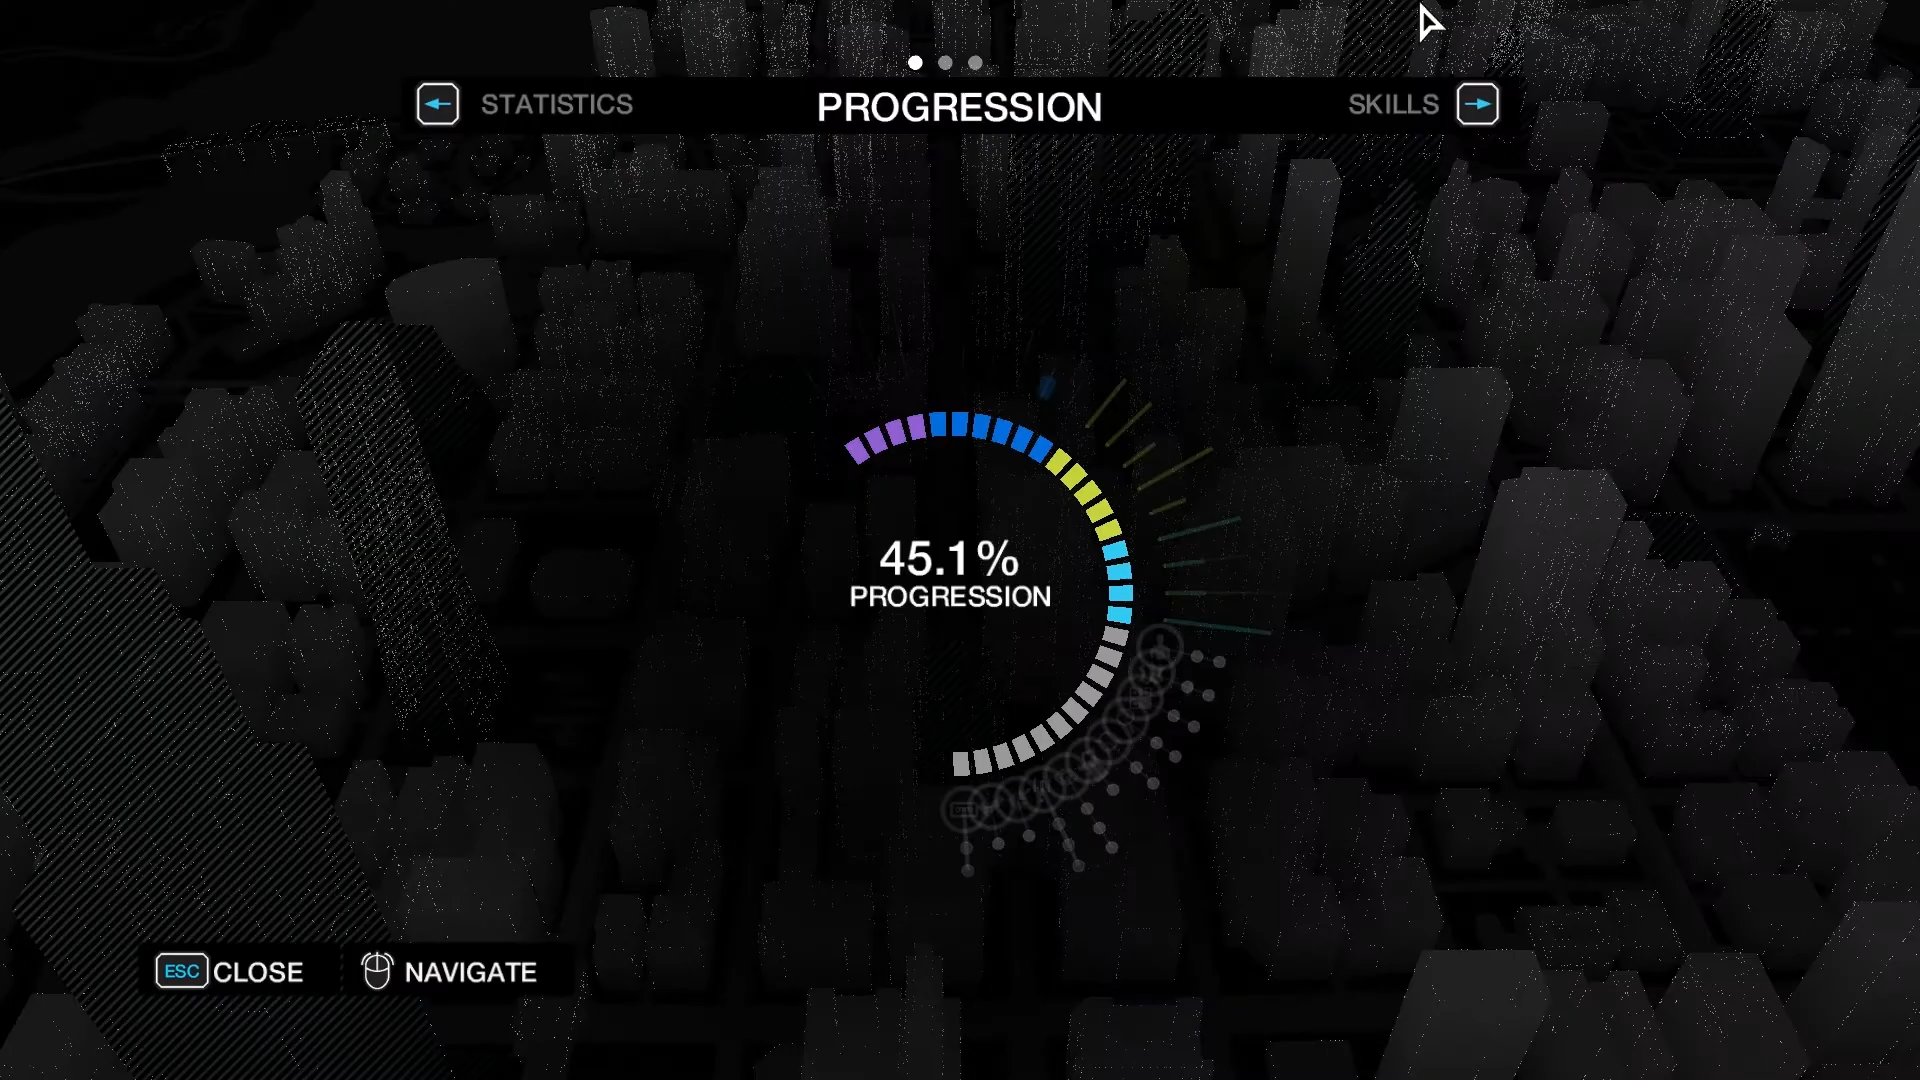 STATISTICS
PROGRESSION
SKILLS
45.1%
PROGRESSION
ESC CLOSE
NAVIGATE